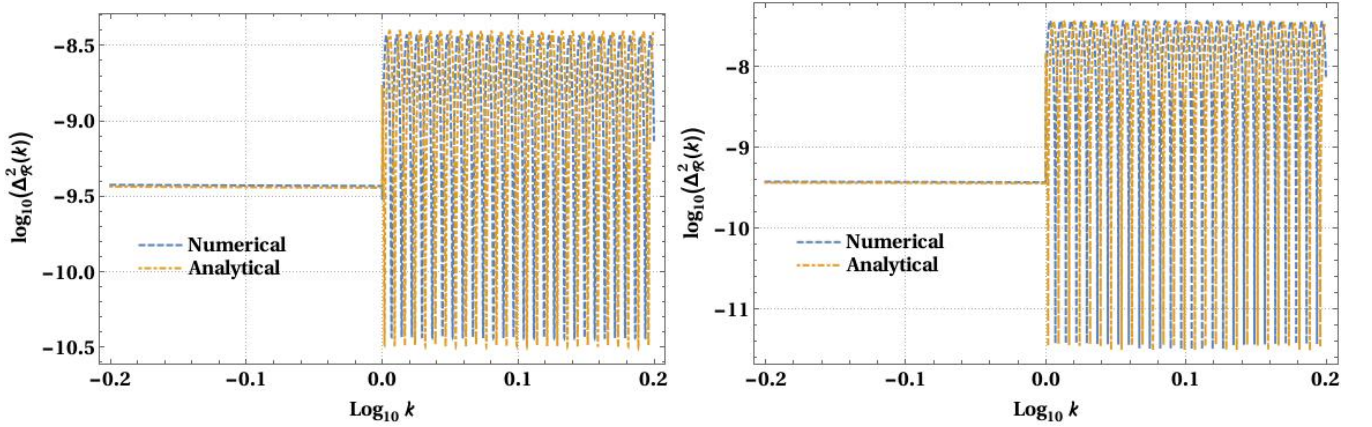 log₁₀(Δ²_ℛ(k))
−8.5
−9.0
−9.5
−10.0
−10.5
Numerical
Analytical
−0.2
−0.1
0.0
0.1
0.2
Log₁₀ k
log₁₀(Δ²_ℛ(k))
−8
−9
−10
−11
Numerical
Analytical
−0.2
−0.1
0.0
0.1
0.2
Log₁₀ k